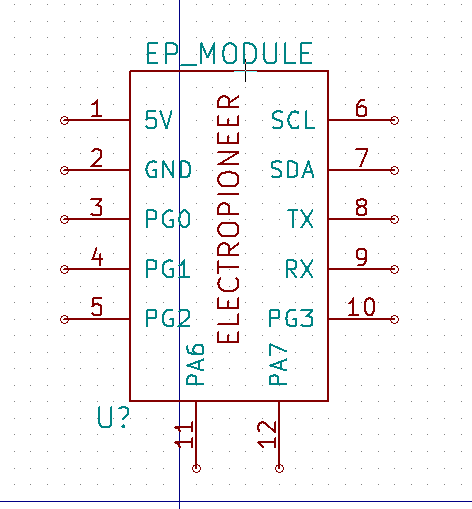 EP_MODULE
1 5V SCL 6
2 GND SDA 7
3 PG0 TX 8
4 PG1 RX 9
5 PG2 PG3 10
ELECTROPIONEER
PA6 PA7
U?
11 12